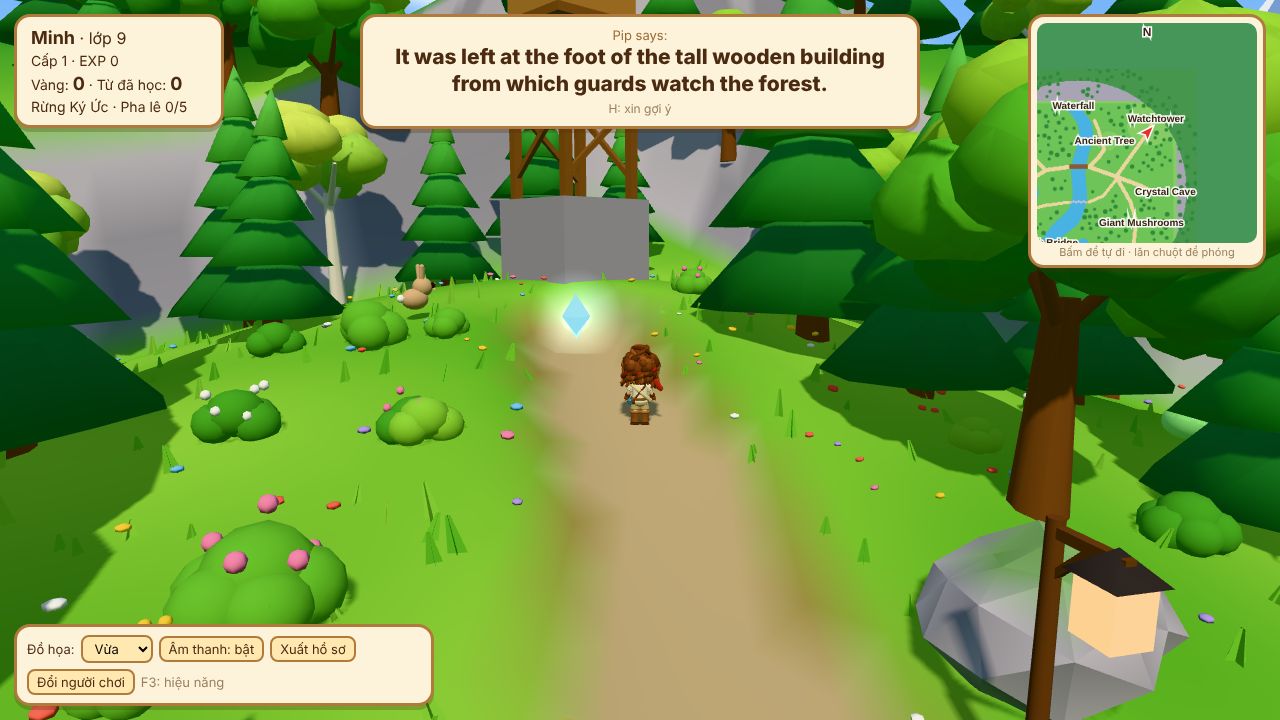 Minh · lớp 9
Cấp 1 · EXP 0
Vàng: 0 · Từ đã học: 0
Rừng Ký Ức · Pha lê 0/5
Pip says:
It was left at the foot of the tall wooden building
from which guards watch the forest.
H: xin gợi ý
N
Waterfall
Watchtower
Ancient Tree
Crystal Cave
Giant Mushrooms
Bridge
Bấm để tự đi · lăn chuột để phóng
Đồ họa: Vừa Âm thanh: bật Xuất hồ sơ
Đổi người chơi F3: hiệu năng